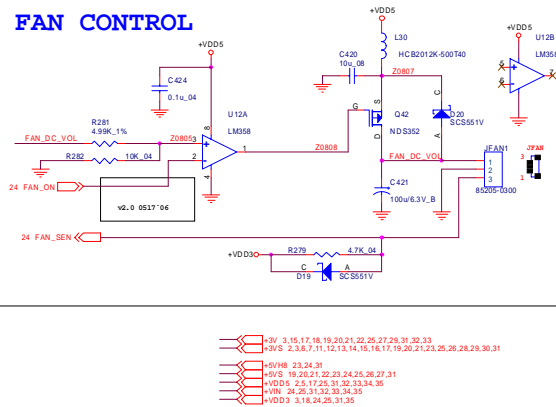 FAN CONTROL
+VDD5
L30
HCB2012K-500T40
+VDD5
U12B
LM358
+VDD5
C420
10u_08
Z0807
5
6
7
C424
0.1u_04
U12A
LM358
8
S
G
D
Q42
NDS352
C
D20
SCS551V
A
R281
4.99K_1%
FAN_DC_VOL
Z0805
3
2
1
4
Z0808
R282
10K_04
24 FAN_ON
FAN_DC_VOL
JFAN1
1
2
3
85205-0300
JFAN
3
1
C421
100u/6.3V_B
v2.0 0517'06
24 FAN_SEN
+VDD3
R279
4.7K_04
C
A
D19
SCS551V
+3V 3,15,17,18,19,20,21,22,25,27,29,31,32,33
+3VS 2,3,6,7,11,12,13,14,15,16,17,19,20,21,23,25,26,28,29,30,31
+5VH8 23,24,31
+5VS 19,20,21,22,23,24,25,26,27,31
+VDD5 2,5,17,25,31,32,33,34,35
+VIN 24,25,31,32,33,34,35
+VDD3 3,18,24,25,31,35